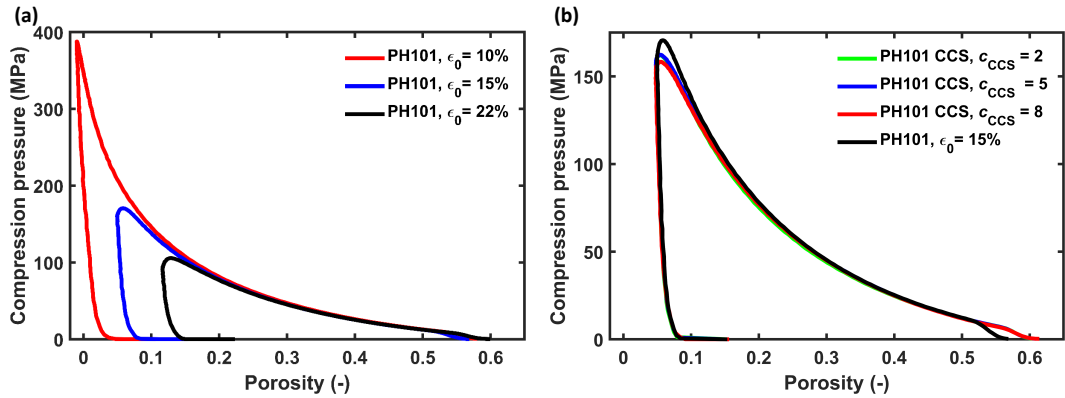 (a)
400
300
200
100
0
Compression pressure (MPa)
PH101, ϵ0= 10%
PH101, ϵ0= 15%
PH101, ϵ0= 22%
0 0.1 0.2 0.3 0.4 0.5 0.6
Porosity (-)
(b)
150
100
50
0
Compression pressure (MPa)
PH101 CCS, cCCS = 2
PH101 CCS, cCCS = 5
PH101 CCS, cCCS = 8
PH101, ϵ0= 15%
0 0.1 0.2 0.3 0.4 0.5 0.6
Porosity (-)